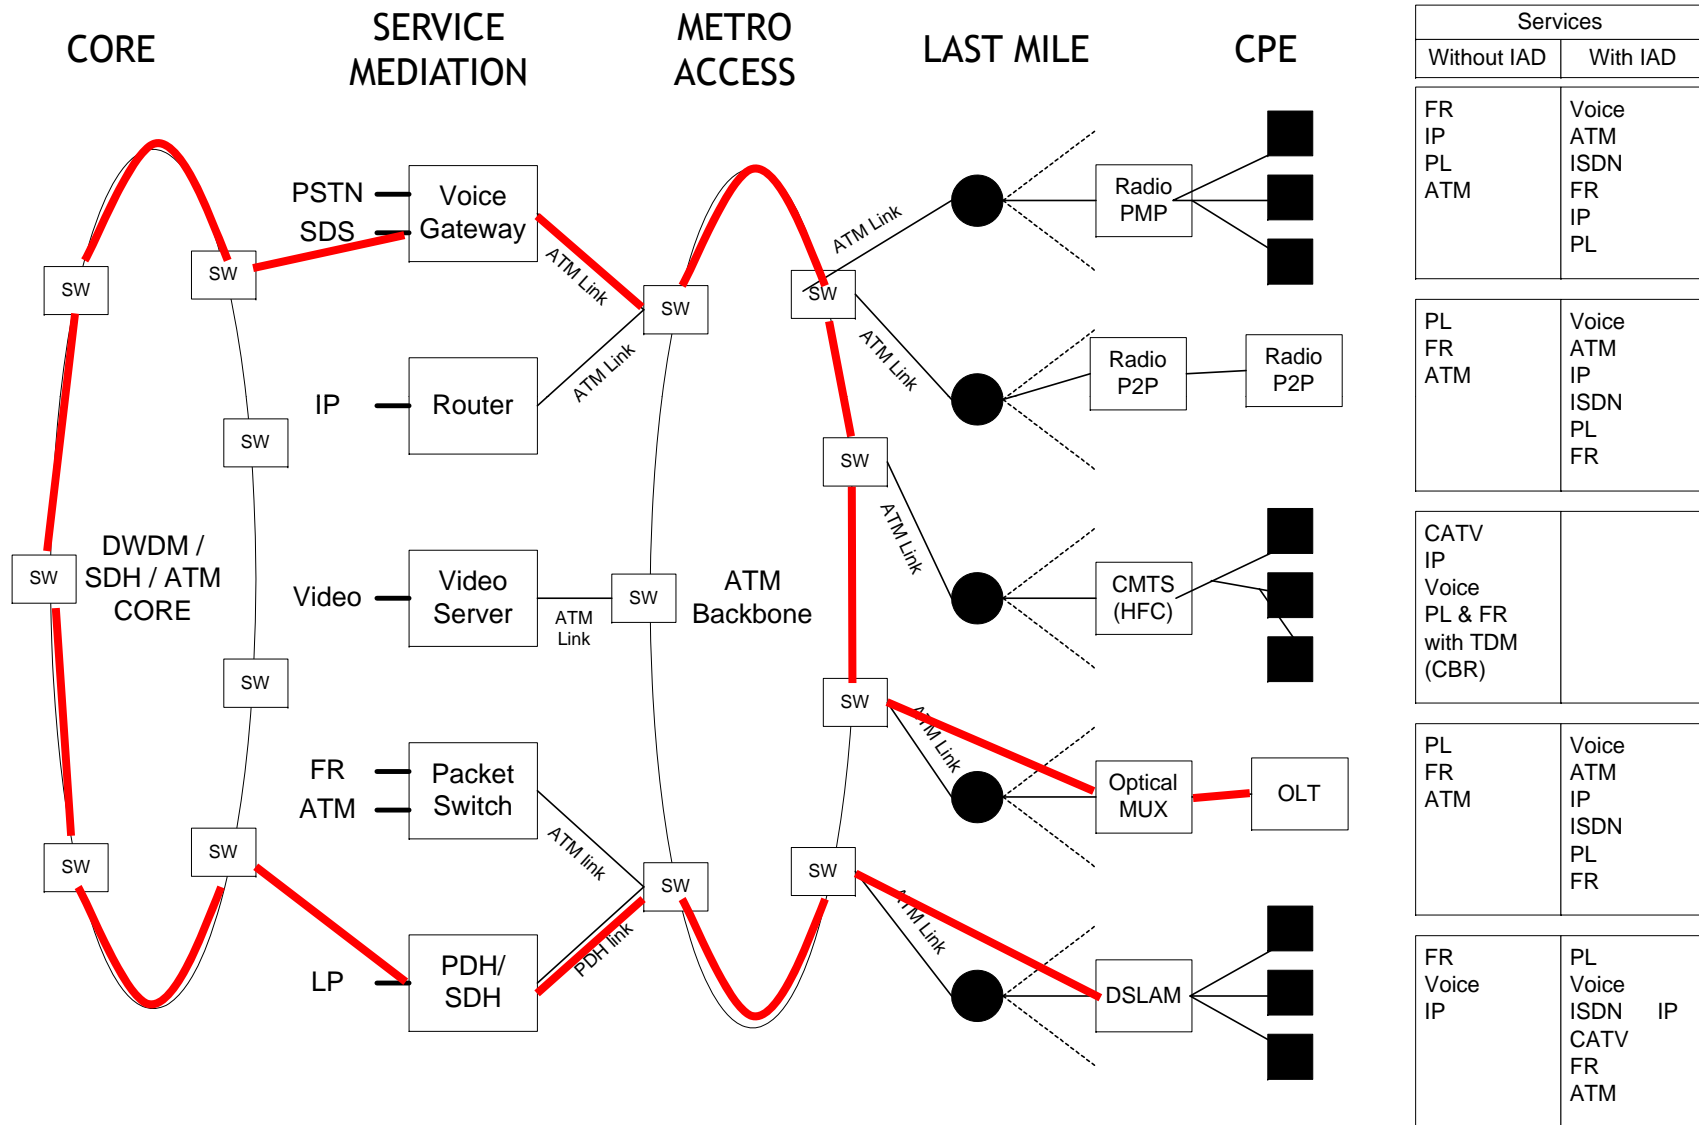 CORE
SERVICE
MEDIATION
METRO
ACCESS
LAST MILE
CPE
Services
Without IAD
With IAD
SW
SW
SW
SW
SW
SW
SW
DWDM /
SDH / ATM
CORE
PSTN
SDS
Voice
Gateway
ATM Link
IP
Router
ATM Link
Video
Video
Server
ATM
Link
FR
ATM
Packet
Switch
ATM link
LP
PDH/
SDH
PDH link
SW
SW
SW
ATM
Backbone
SW
SW
SW
SW
ATM Link
ATM Link
ATM Link
ATM Link
ATM Link
Radio
PMP
Radio
P2P
Radio
P2P
CMTS
(HFC)
Optical
MUX
OLT
DSLAM
FR
IP
PL
ATM
Voice
ATM
ISDN
FR
IP
PL
PL
FR
ATM
Voice
ATM
IP
ISDN
PL
FR
CATV
IP
Voice
PL & FR
with TDM
(CBR)
PL
FR
ATM
Voice
ATM
IP
ISDN
PL
FR
FR
Voice
IP
PL
Voice
ISDN IP
CATV
FR
ATM